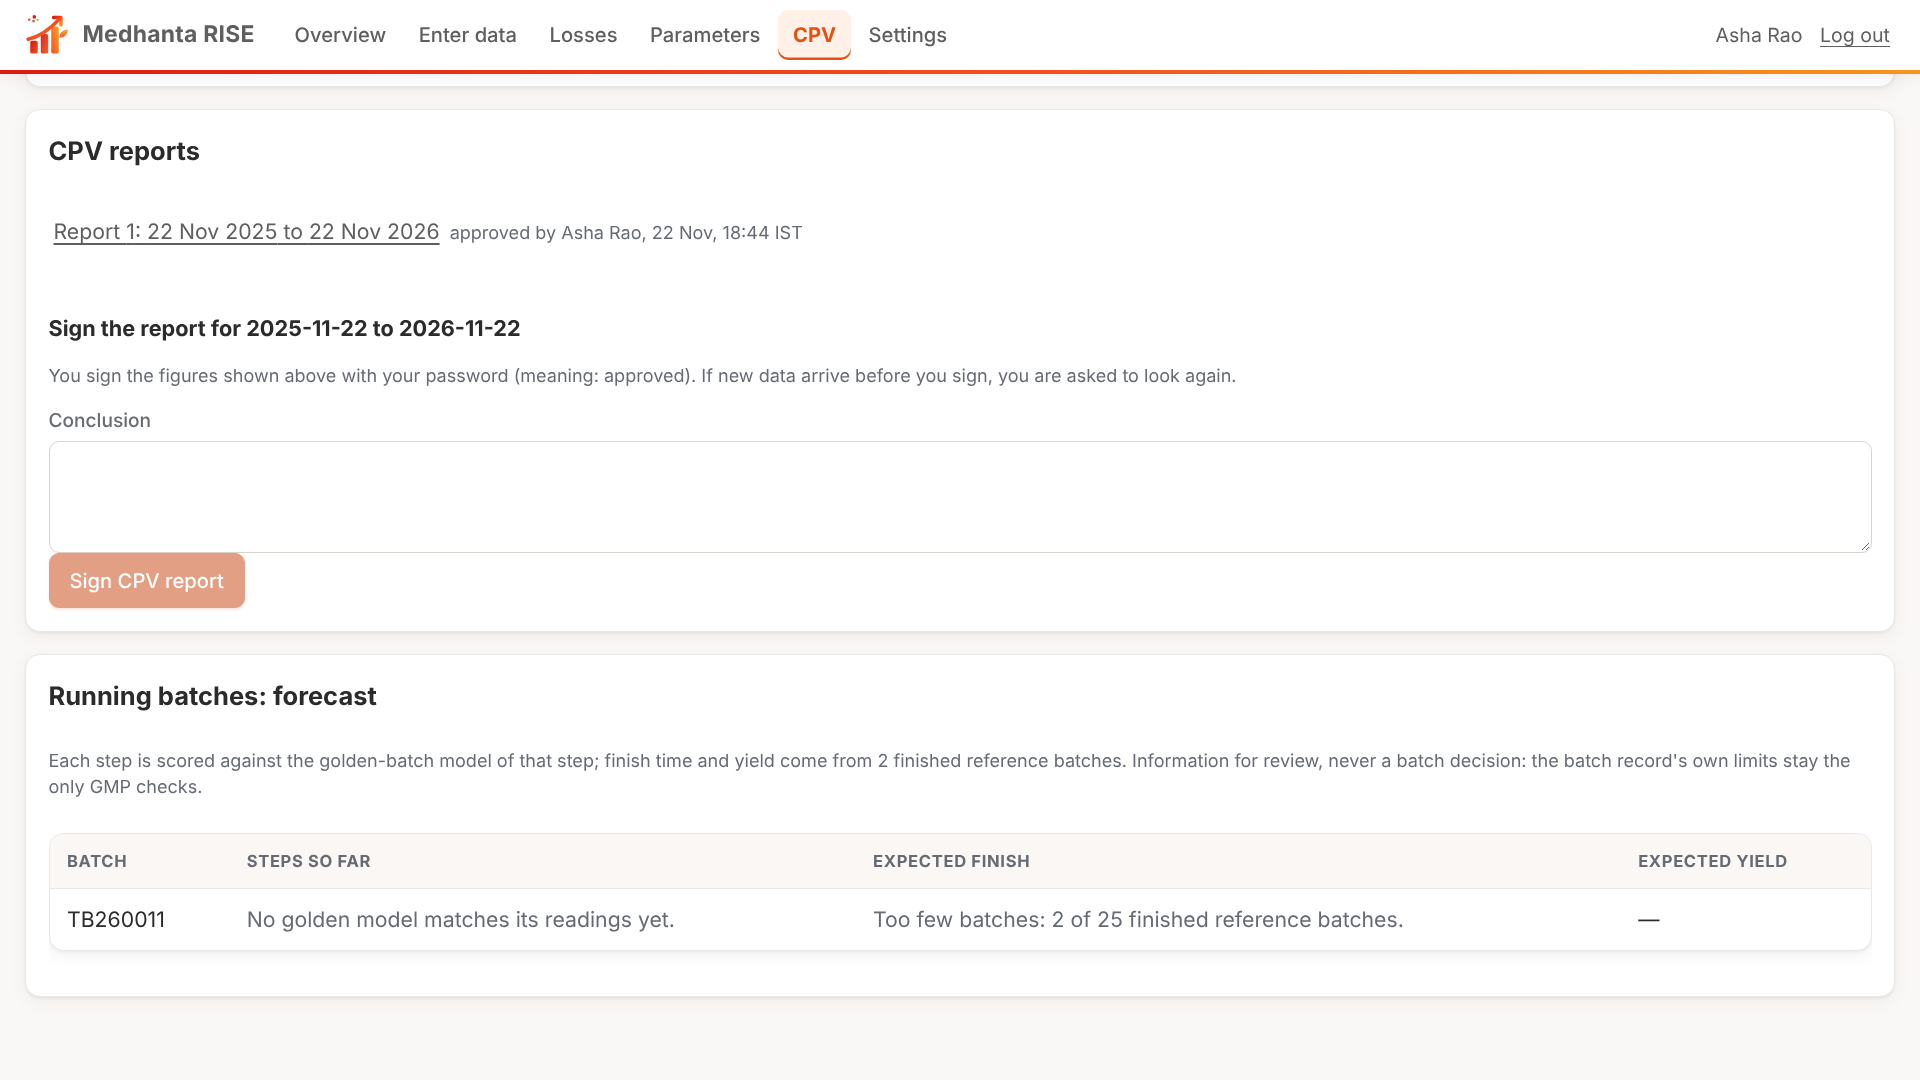 Medhanta RISE Overview Enter data Losses Parameters CPV Settings Asha Rao Log out
CPV reports
Report 1: 22 Nov 2025 to 22 Nov 2026 approved by Asha Rao, 22 Nov, 18:44 IST
Sign the report for 2025-11-22 to 2026-11-22
You sign the figures shown above with your password (meaning: approved). If new data arrive before you sign, you are asked to look again.
Conclusion
Sign CPV report
Running batches: forecast
Each step is scored against the golden-batch model of that step; finish time and yield come from 2 finished reference batches. Information for review, never a batch decision: the batch record's own limits stay the
only GMP checks.
BATCH STEPS SO FAR EXPECTED FINISH EXPECTED YIELD
TB260011 No golden model matches its readings yet. Too few batches: 2 of 25 finished reference batches. —